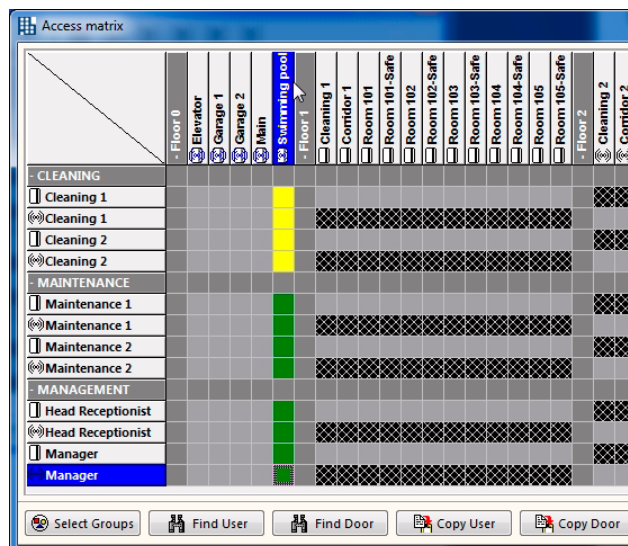 Access matrix
- Floor 0
Elevator
Garage 1
Garage 2
Main
Swimming pool
- Floor 1
Cleaning 1
Corridor 1
Room 101
Room 101-Safe
Room 102
Room 102-Safe
Room 103
Room 103-Safe
Room 104
Room 104-Safe
Room 105
Room 105-Safe
- Floor 2
Cleaning 2
Corridor 2
- CLEANING
Cleaning 1
Cleaning 1
Cleaning 2
Cleaning 2
- MAINTENANCE
Maintenance 1
Maintenance 1
Maintenance 2
Maintenance 2
- MANAGEMENT
Head Receptionist
Head Receptionist
Manager
Manager
Select Groups
Find User
Find Door
Copy User
Copy Door